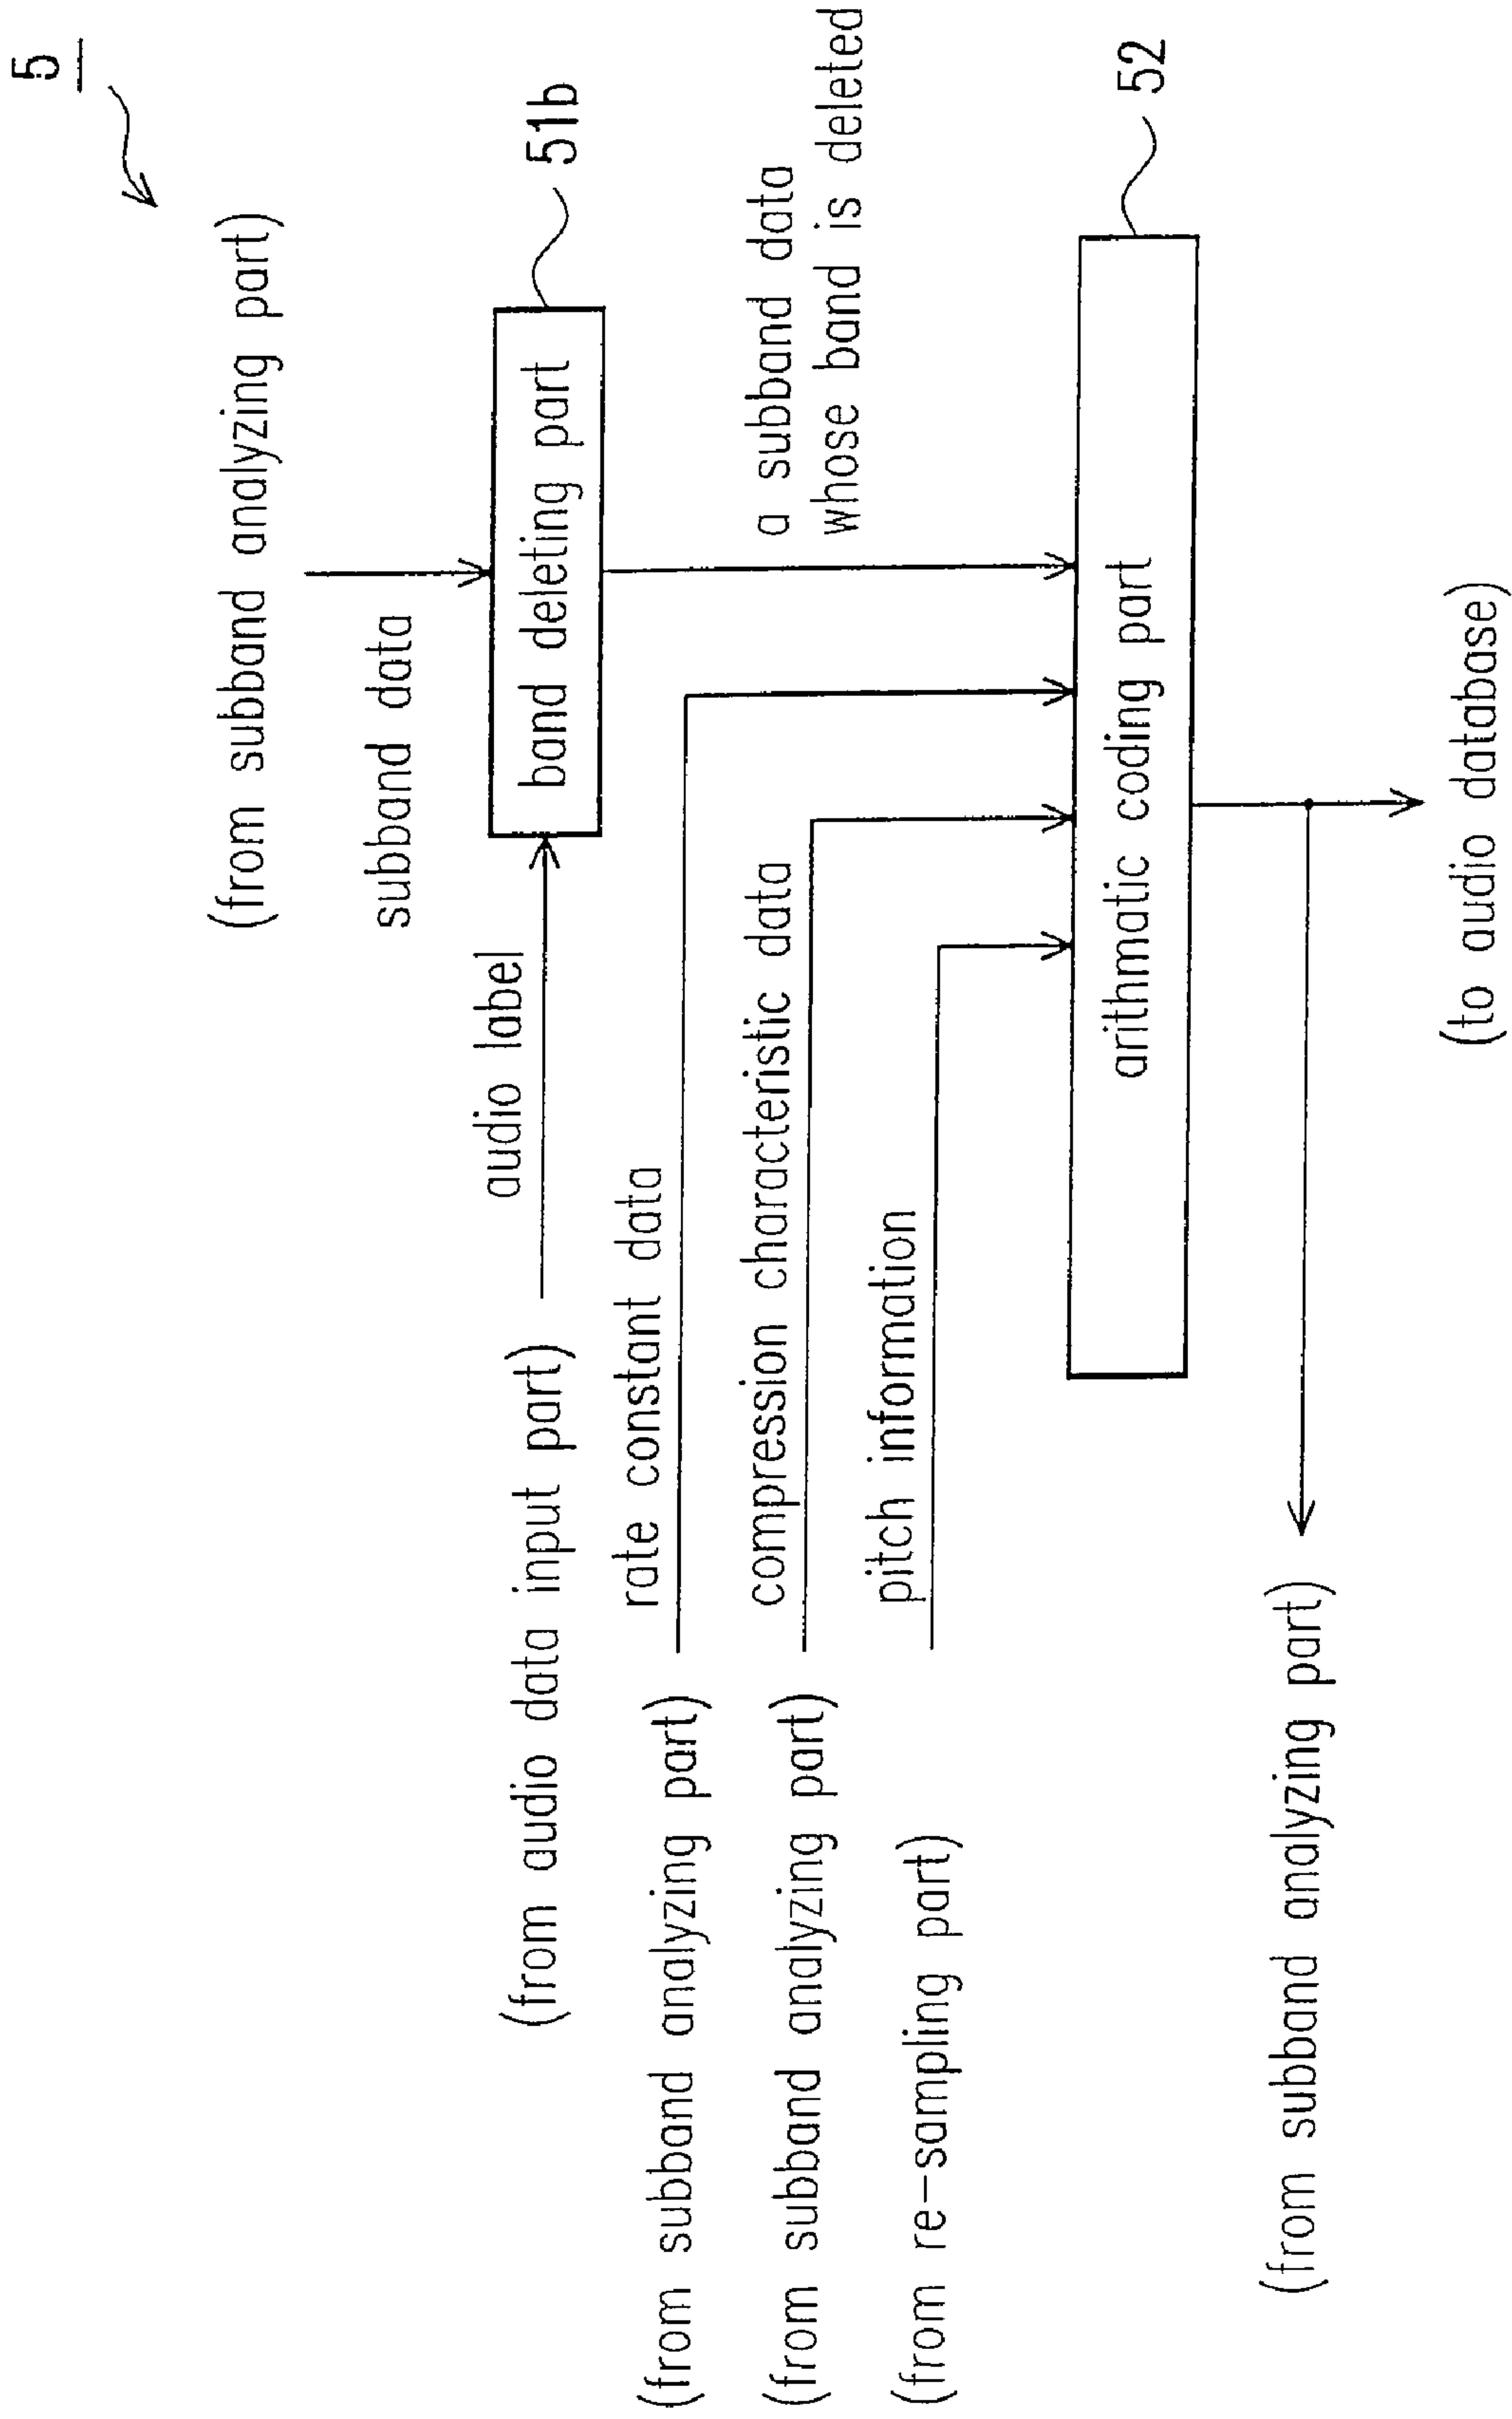 5
(from subband analyzing part)
subband data
(from audio data input part)
audio label
band deleting part
51b
(from subband analyzing part)
rate constant data
a subband data
whose band is deleted
(from subband analyzing part)
compression characteristic data
(from re-sampling part)
pitch information
arithmatic coding part
52
(from subband analyzing part)
(to audio database)